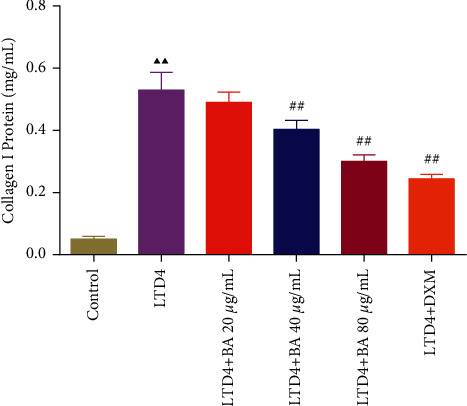 Collagen I Protein (mg/mL)
0.8
0.6
0.4
0.2
0.0
▲▲
##
##
##
Control
LTD4
LTD4+BA 20 μg/mL
LTD4+BA 40 μg/mL
LTD4+BA 80 μg/mL
LTD4+DXM